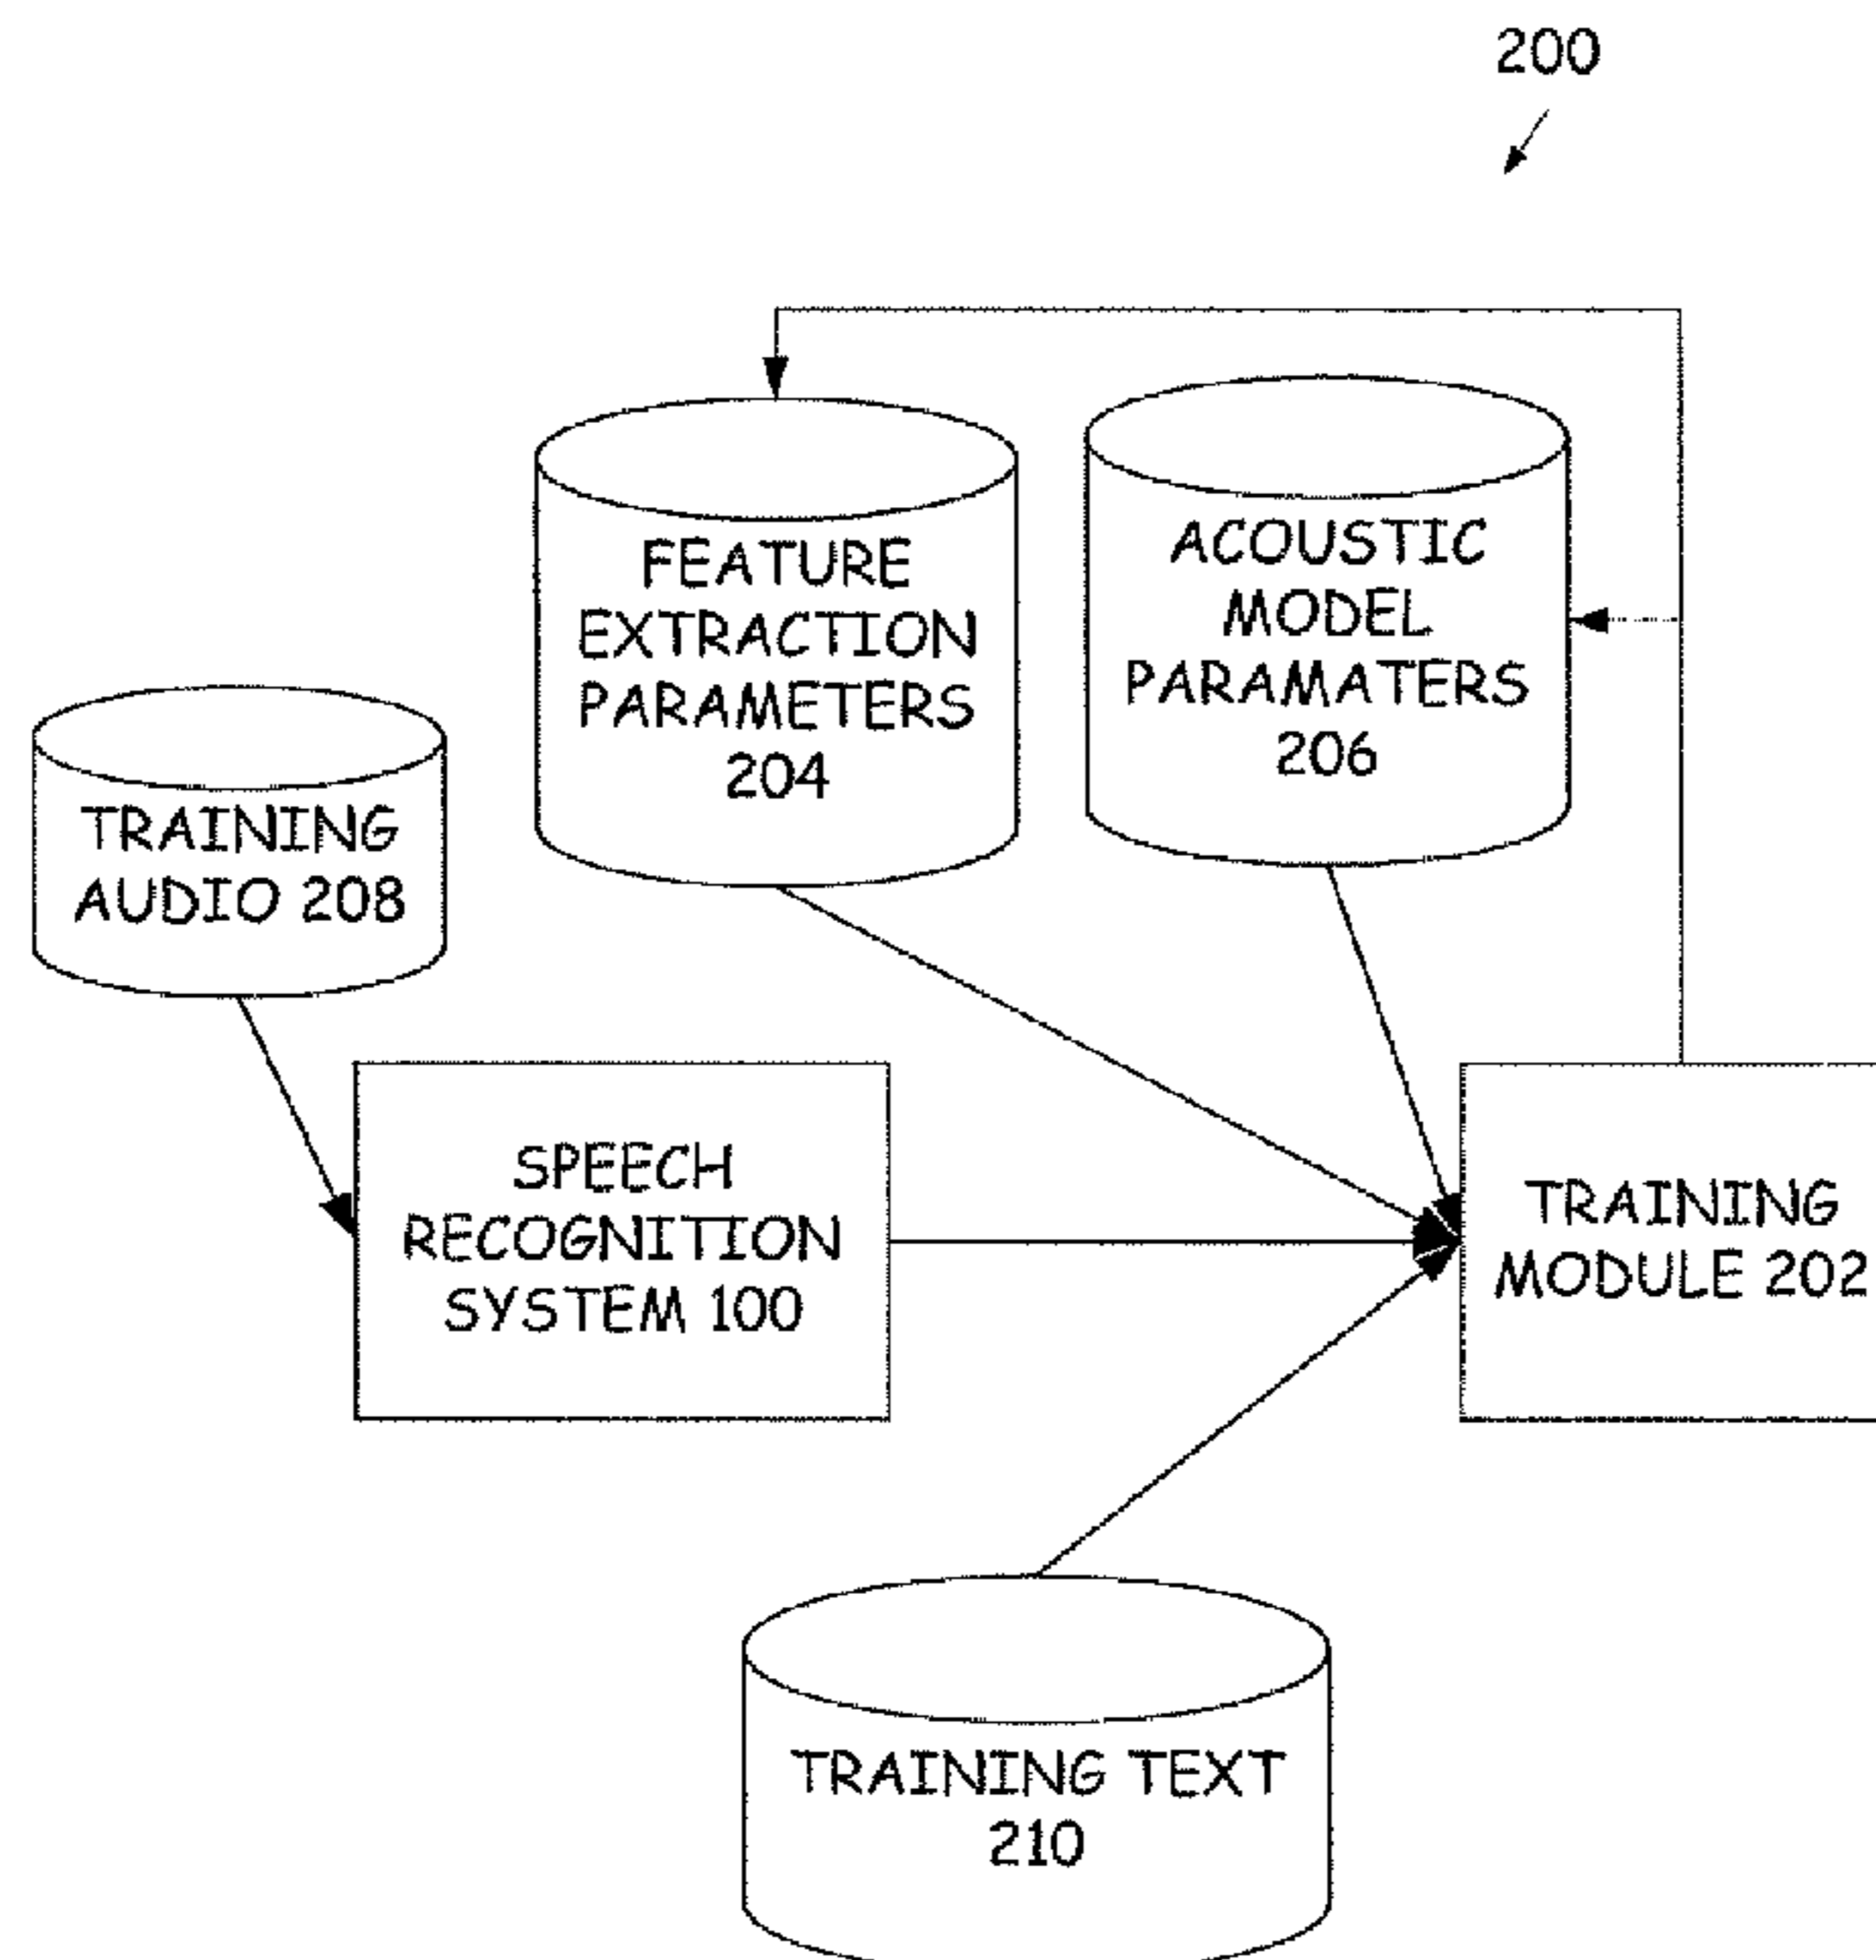 200
FEATURE
EXTRACTION
PARAMETERS
204
ACOUSTIC
MODEL
PARAMATERS
206
TRAINING
AUDIO 208
SPEECH
RECOGNITION
SYSTEM 100
TRAINING
MODULE 202
TRAINING TEXT
210